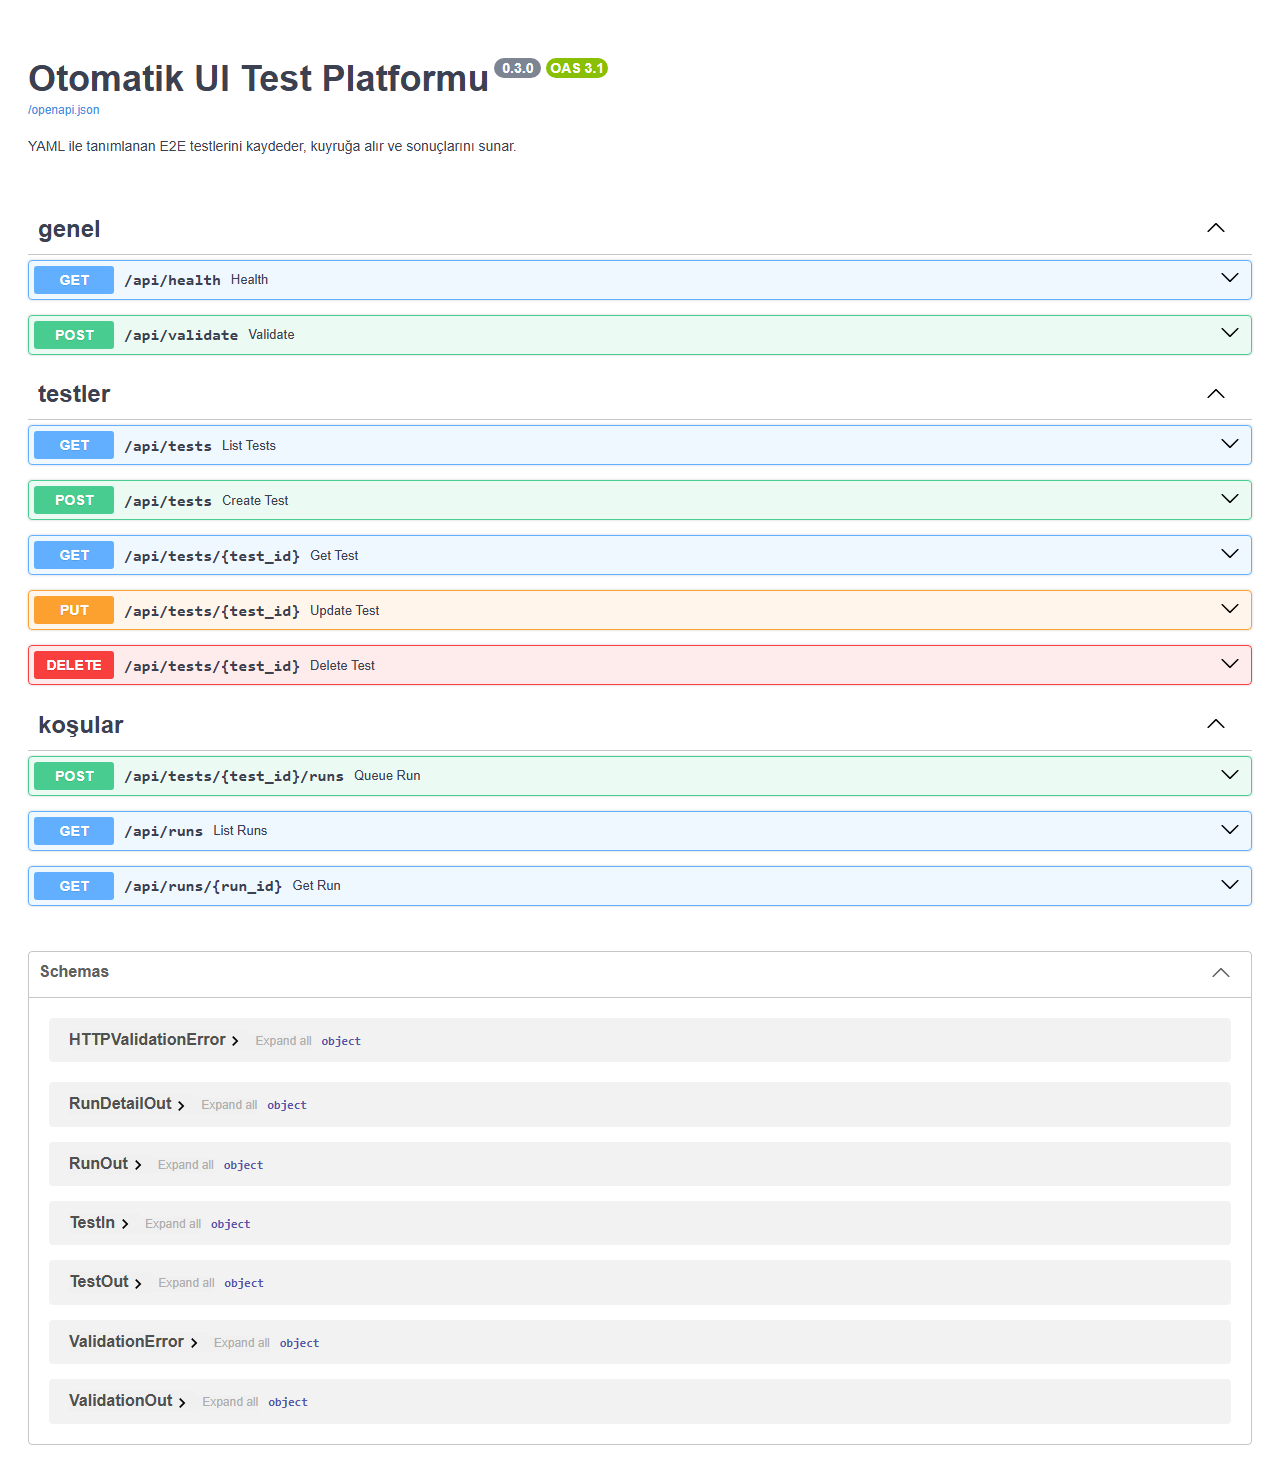 Otomatik UI Test Platformu 0.3.0 OAS 3.1
/openapi.json
YAML ile tanımlanan E2E testlerini kaydeder, kuyruğa alır ve sonuçlarını sunar.
genel
GET /api/health Health
POST /api/validate Validate
testler
GET /api/tests List Tests
POST /api/tests Create Test
GET /api/tests/{test_id} Get Test
PUT /api/tests/{test_id} Update Test
DELETE /api/tests/{test_id} Delete Test
koşular
POST /api/tests/{test_id}/runs Queue Run
GET /api/runs List Runs
GET /api/runs/{run_id} Get Run
Schemas
HTTPValidationError Expand all object
RunDetailOut Expand all object
RunOut Expand all object
TestIn Expand all object
TestOut Expand all object
ValidationError Expand all object
ValidationOut Expand all object